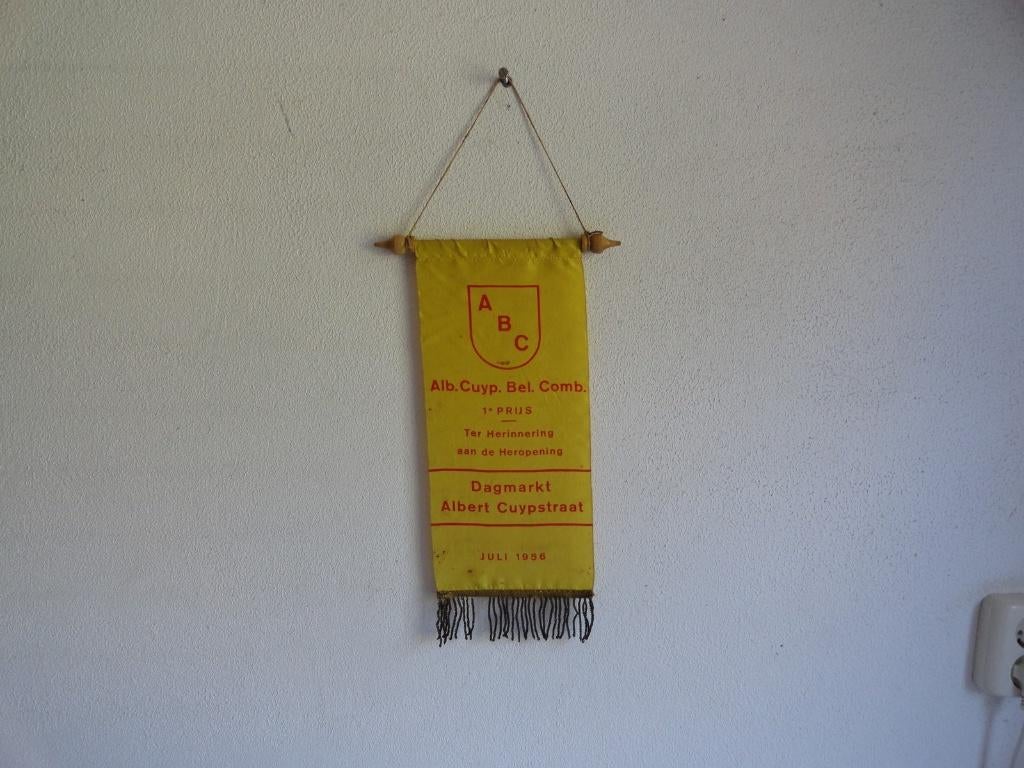 A
B
C
Alb. Cuyp. Bel. Comb.
1e PRIJS
Ter Herinnering
aan de Heropening
Dagmarkt
Albert Cuypstraat
JULI 1956